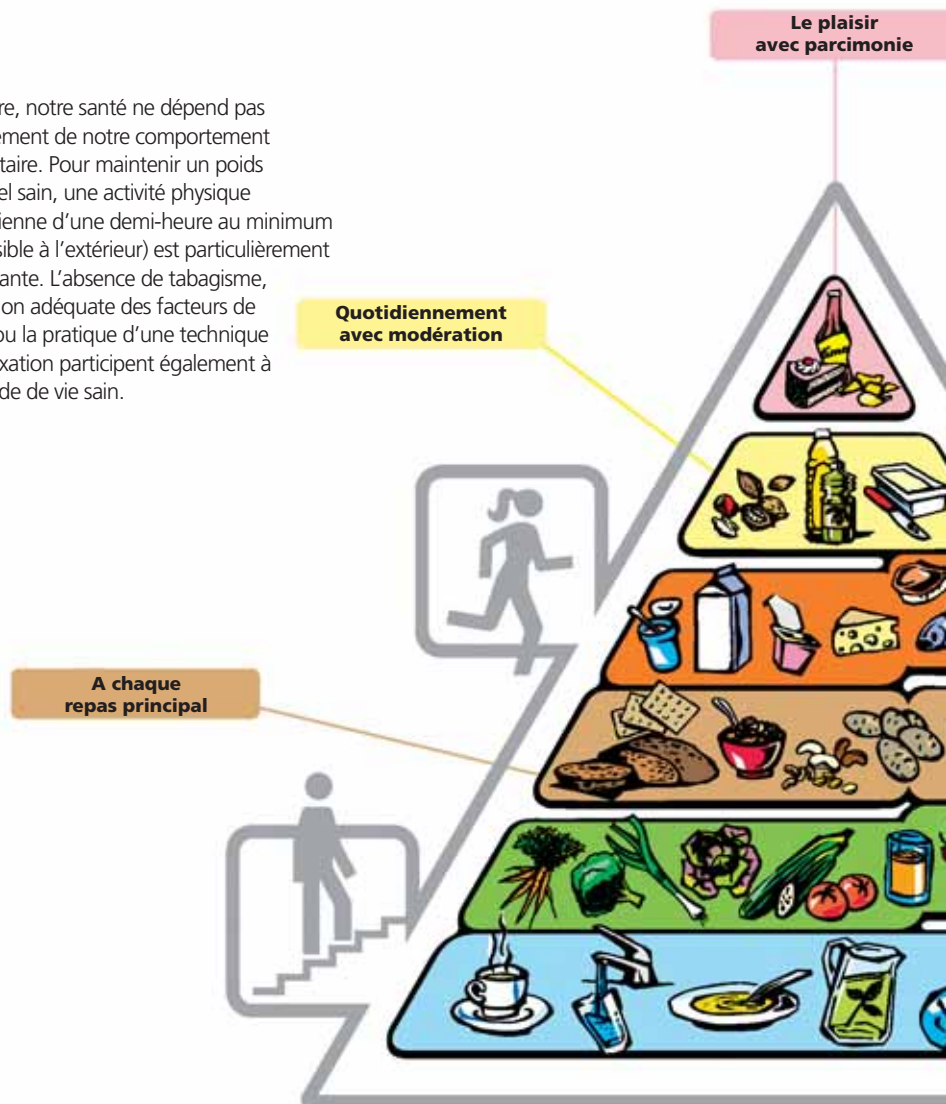 Le plaisir
avec parcimonie
re, notre santé ne dépend pas
ement de notre comportement
taire. Pour maintenir un poids
el sain, une activité physique
ienne d'une demi-heure au minimum
sible à l'extérieur) est particulièrement
ante. L'absence de tabagisme,
on adéquate des facteurs de
ou la pratique d'une technique
xation participent également à
de de vie sain.
Quotidiennement
avec modération
A chaque
repas principal